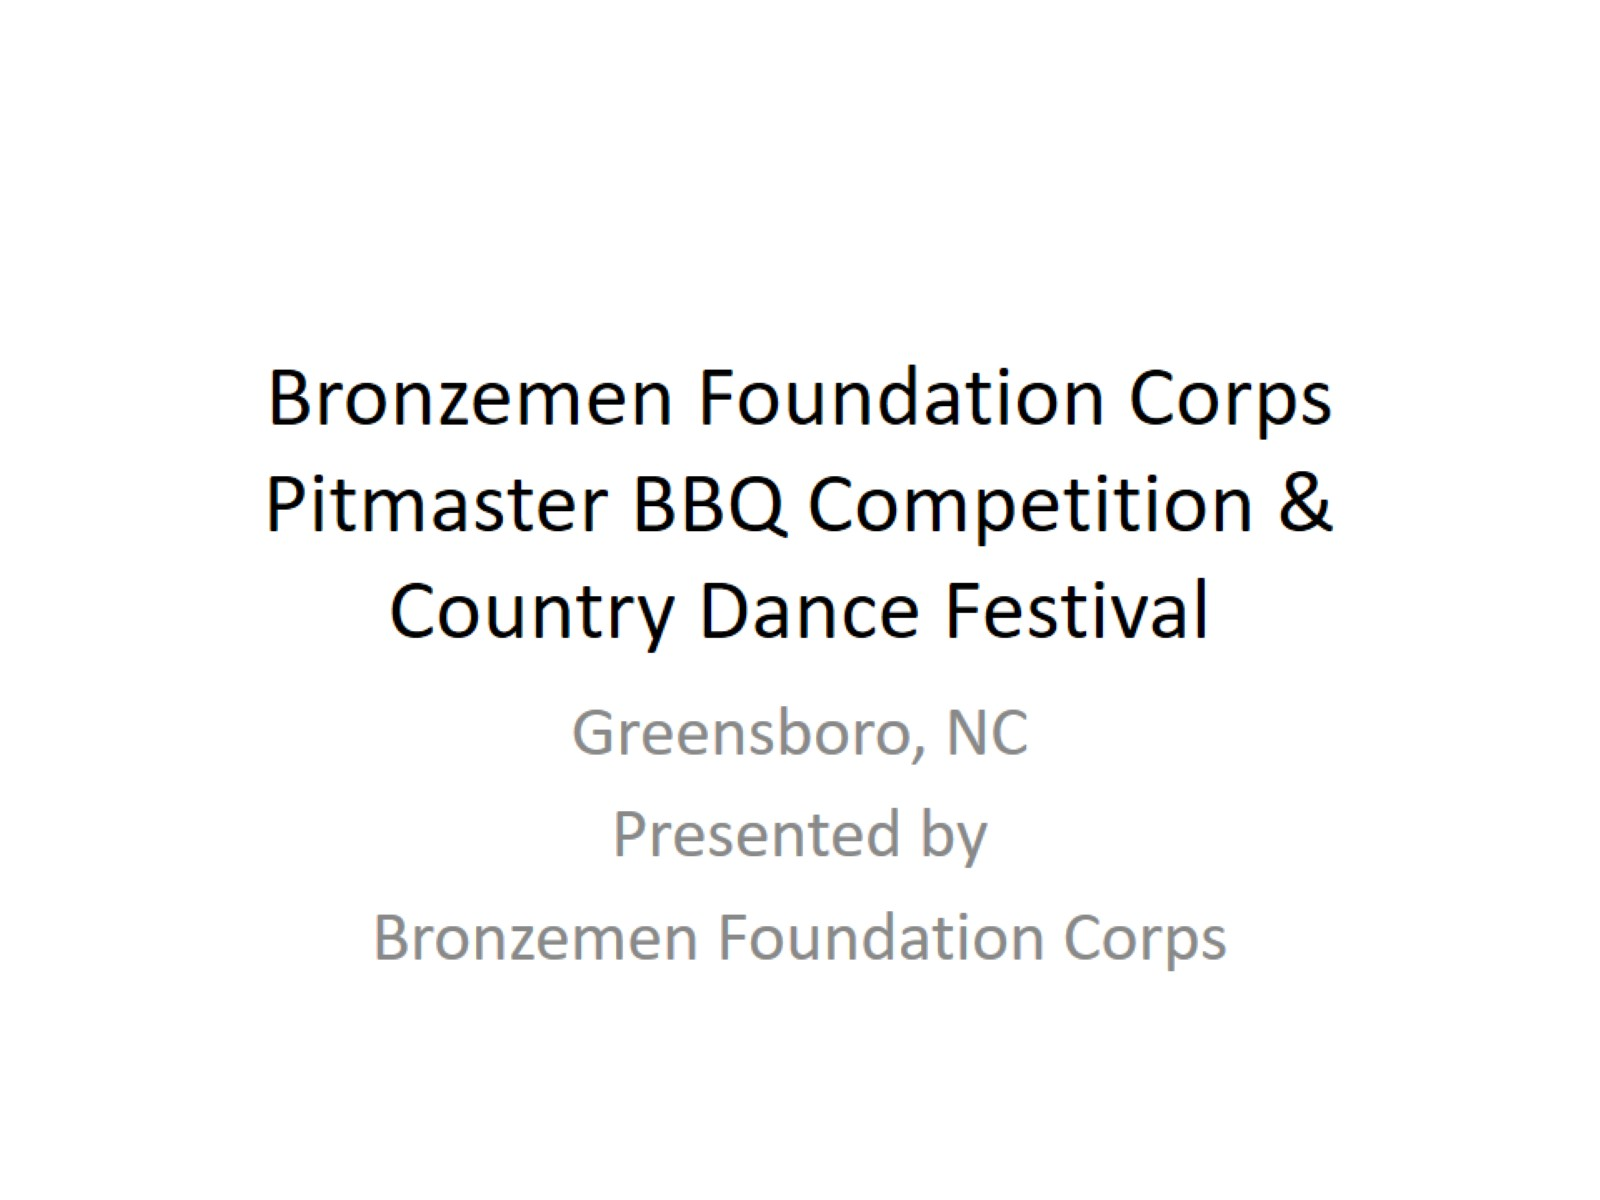 Bronzemen Foundation Corps
Pitmaster BBQ Competition &
Country Dance Festival
Greensboro, NC
Presented by
Bronzemen Foundation Corps